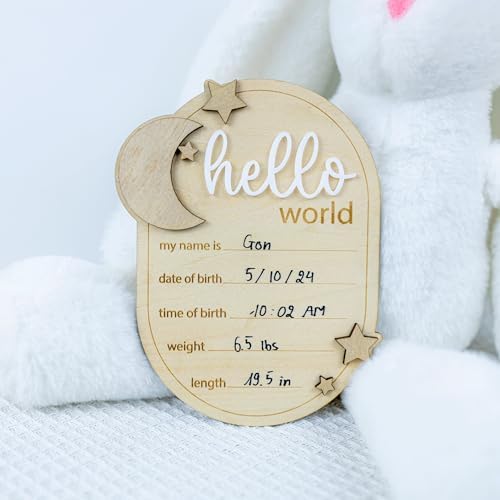 hello
world
my name is Gon
date of birth 5/10/24
time of birth 10:02 AM
weight 6.5 lbs
length 19.5 in